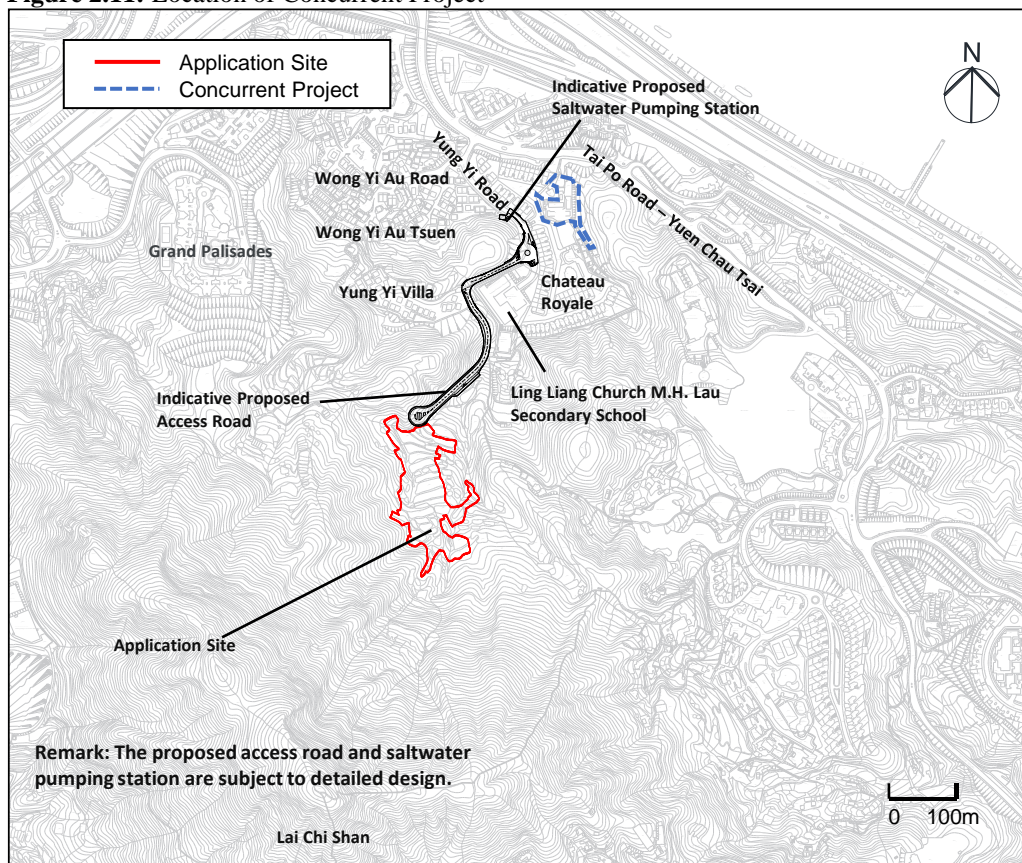 Figure 2.11: Location of Concurrent Project
Application Site
Concurrent Project
N
Indicative Proposed
Saltwater Pumping Station
Yung Yi Road
Tai Po Road – Yuen Chau Tsai
Wong Yi Au Road
Wong Yi Au Tsuen
Grand Palisades
Yung Yi Villa
Chateau
Royale
Indicative Proposed
Access Road
Ling Liang Church M.H. Lau
Secondary School
Application Site
Remark: The proposed access road and saltwater
pumping station are subject to detailed design.
0 100m
Lai Chi Shan